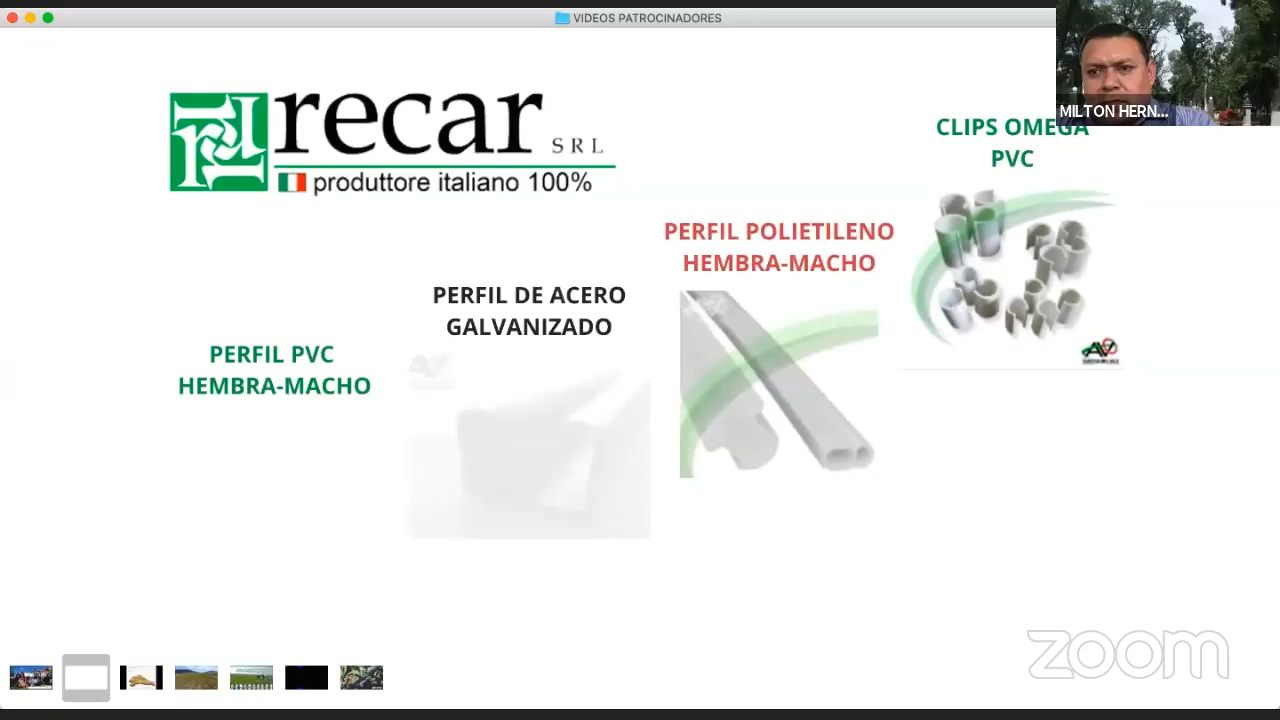 VIDEOS PATROCINADORES
MILTON HERN...
recar SRL
produttore italiano 100%
CLIPS OMEGA
PVC
PERFIL POLIETILENO
HEMBRA-MACHO
PERFIL DE ACERO
GALVANIZADO
PERFIL PVC
HEMBRA-MACHO
zoom